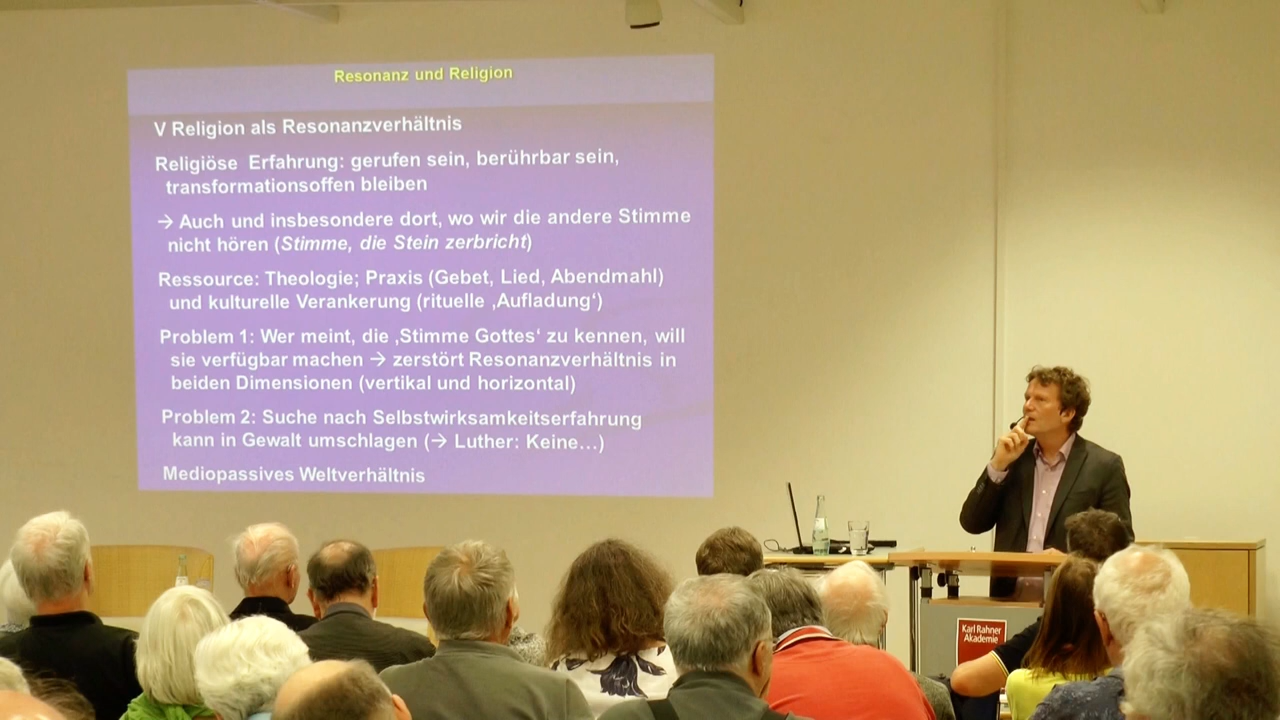 Resonanz und Religion
V Religion als Resonanzverhältnis
Religiöse Erfahrung: gerufen sein, berührbar sein,
transformationsoffen bleiben
→ Auch und insbesondere dort, wo wir die andere Stimme
nicht hören (Stimme, die Stein zerbricht)
Ressource: Theologie; Praxis (Gebet, Lied, Abendmahl)
und kulturelle Verankerung (rituelle ‚Aufladung‘)
Problem 1: Wer meint, die ‚Stimme Gottes‘ zu kennen, will
sie verfügbar machen → zerstört Resonanzverhältnis in
beiden Dimensionen (vertikal und horizontal)
Problem 2: Suche nach Selbstwirksamkeitserfahrung
kann in Gewalt umschlagen (→ Luther: Keine…)
Mediopassives Weltverhältnis
Karl Rahner
Akademie